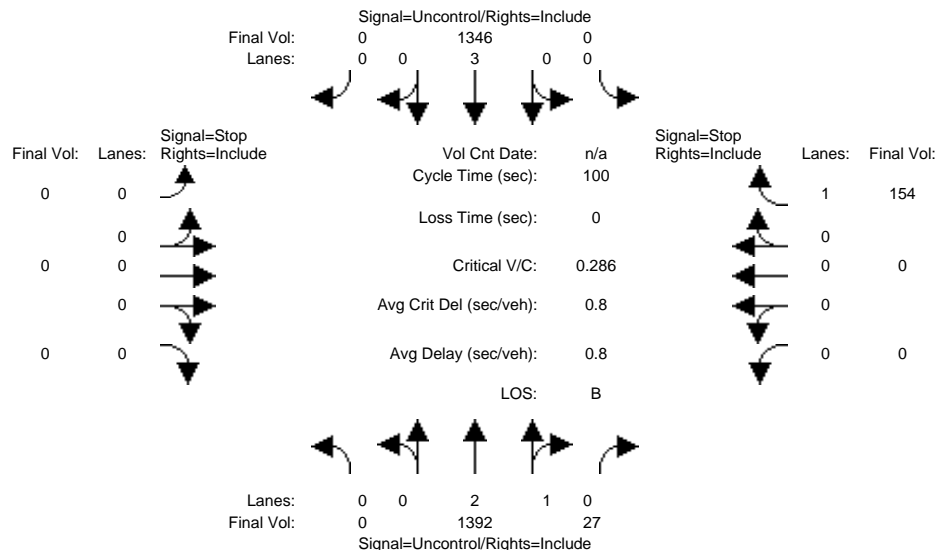 Signal=Uncontrol/Rights=Include
Final Vol: 0 1346 0
Lanes: 0 0 3 0 0
Signal=Stop Signal=Stop
Final Vol: Lanes: Rights=Include Vol Cnt Date: n/a Rights=Include Lanes: Final Vol:
Cycle Time (sec): 100
0 0 1 154
Loss Time (sec): 0
0 0
0 0 Critical V/C: 0.286 0 0
0 Avg Crit Del (sec/veh): 0.8 0
0 0 Avg Delay (sec/veh): 0.8 0 0
LOS: B
Lanes: 0 0 2 1 0
Final Vol: 0 1392 27
Signal=Uncontrol/Rights=Include